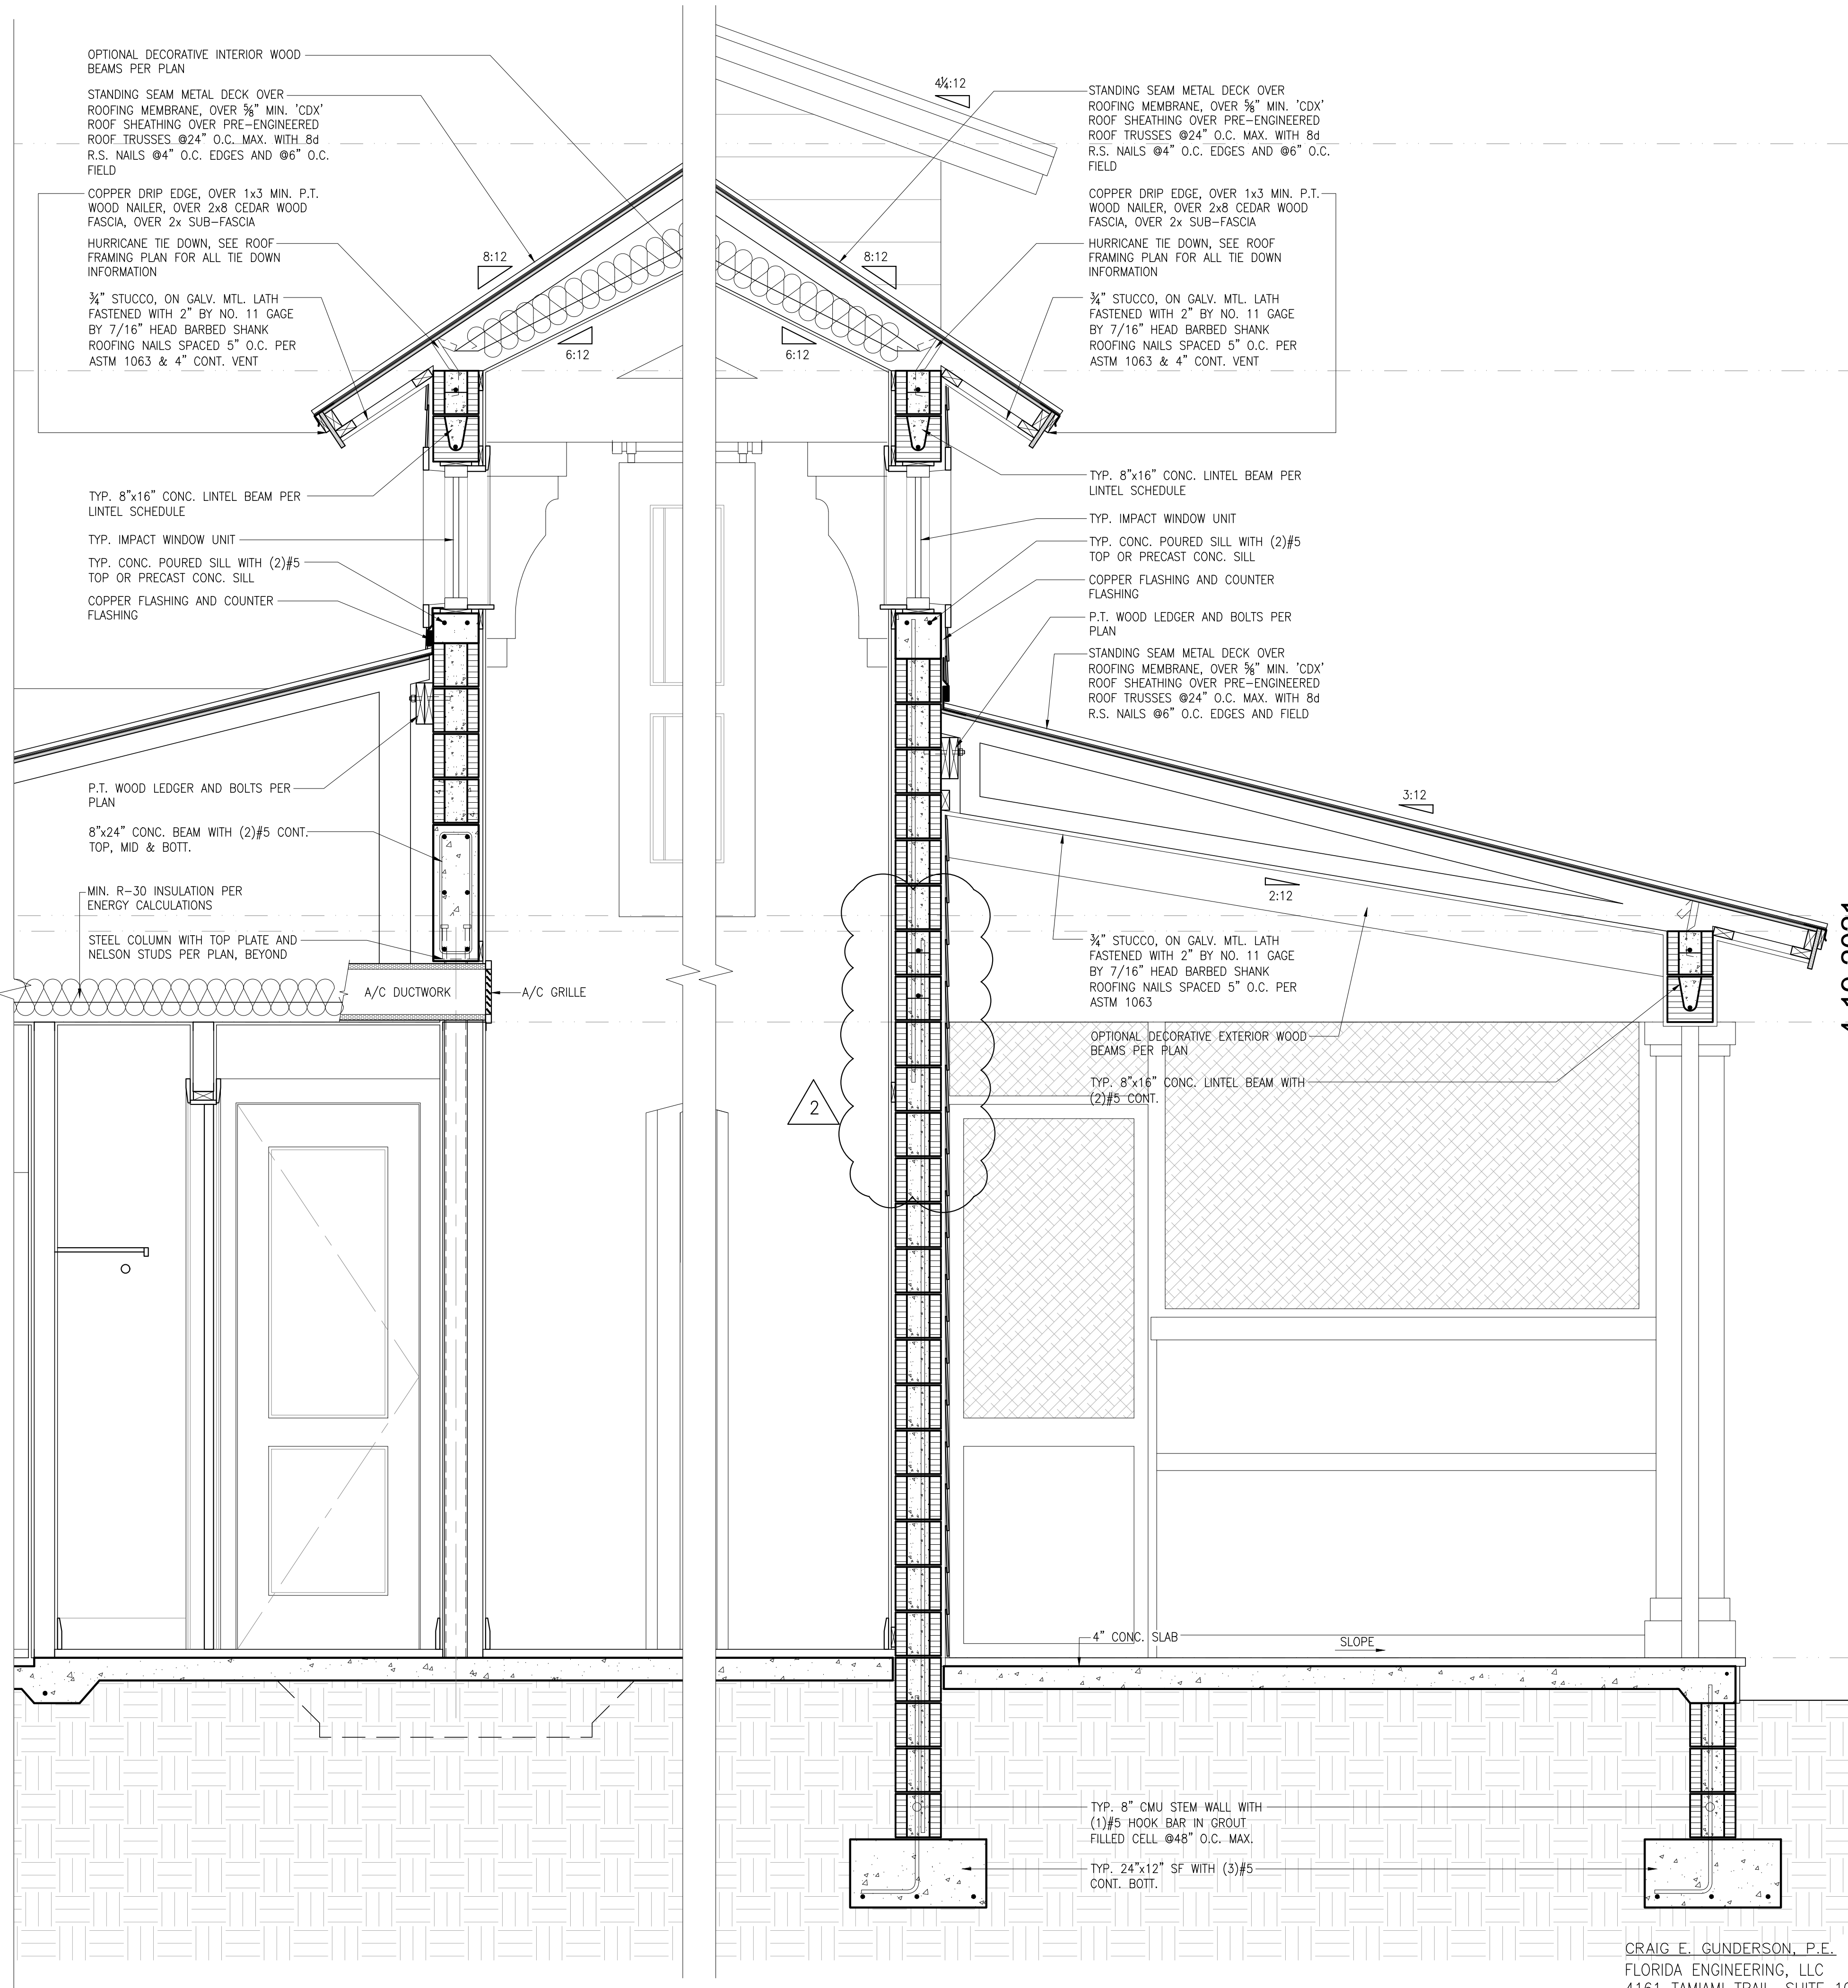 OPTIONAL DECORATIVE INTERIOR WOOD
BEAMS PER PLAN
STANDING SEAM METAL DECK OVER
ROOFING MEMBRANE, OVER ⅝" MIN. 'CDX'
ROOF SHEATHING OVER PRE-ENGINEERED
ROOF TRUSSES @24" O.C. MAX. WITH 8d
R.S. NAILS @4" O.C. EDGES AND @6" O.C.
FIELD
COPPER DRIP EDGE, OVER 1x3 MIN. P.T.
WOOD NAILER, OVER 2x8 CEDAR WOOD
FASCIA, OVER 2x SUB-FASCIA
HURRICANE TIE DOWN, SEE ROOF
FRAMING PLAN FOR ALL TIE DOWN
INFORMATION
¾" STUCCO, ON GALV. MTL. LATH
FASTENED WITH 2" BY NO. 11 GAGE
BY 7/16" HEAD BARBED SHANK
ROOFING NAILS SPACED 5" O.C. PER
ASTM 1063 & 4" CONT. VENT
TYP. 8"x16" CONC. LINTEL BEAM PER
LINTEL SCHEDULE
TYP. IMPACT WINDOW UNIT
TYP. CONC. POURED SILL WITH (2)#5
TOP OR PRECAST CONC. SILL
COPPER FLASHING AND COUNTER
FLASHING
P.T. WOOD LEDGER AND BOLTS PER
PLAN
8"x24" CONC. BEAM WITH (2)#5 CONT.
TOP, MID & BOTT.
MIN. R-30 INSULATION PER
ENERGY CALCULATIONS
STEEL COLUMN WITH TOP PLATE AND
NELSON STUDS PER PLAN, BEYOND
A/C DUCTWORK
A/C GRILLE
8:12
6:12
4¼:12
8:12
6:12
2
STANDING SEAM METAL DECK OVER
ROOFING MEMBRANE, OVER ⅝" MIN. 'CDX'
ROOF SHEATHING OVER PRE-ENGINEERED
ROOF TRUSSES @24" O.C. MAX. WITH 8d
R.S. NAILS @4" O.C. EDGES AND @6" O.C.
FIELD
COPPER DRIP EDGE, OVER 1x3 MIN. P.T.
WOOD NAILER, OVER 2x8 CEDAR WOOD
FASCIA, OVER 2x SUB-FASCIA
HURRICANE TIE DOWN, SEE ROOF
FRAMING PLAN FOR ALL TIE DOWN
INFORMATION
¾" STUCCO, ON GALV. MTL. LATH
FASTENED WITH 2" BY NO. 11 GAGE
BY 7/16" HEAD BARBED SHANK
ROOFING NAILS SPACED 5" O.C. PER
ASTM 1063 & 4" CONT. VENT
TYP. 8"x16" CONC. LINTEL BEAM PER
LINTEL SCHEDULE
TYP. IMPACT WINDOW UNIT
TYP. CONC. POURED SILL WITH (2)#5
TOP OR PRECAST CONC. SILL
COPPER FLASHING AND COUNTER
FLASHING
P.T. WOOD LEDGER AND BOLTS PER
PLAN
STANDING SEAM METAL DECK OVER
ROOFING MEMBRANE, OVER ⅝" MIN. 'CDX'
ROOF SHEATHING OVER PRE-ENGINEERED
ROOF TRUSSES @24" O.C. MAX. WITH 8d
R.S. NAILS @6" O.C. EDGES AND FIELD
3:12
2:12
¾" STUCCO, ON GALV. MTL. LATH
FASTENED WITH 2" BY NO. 11 GAGE
BY 7/16" HEAD BARBED SHANK
ROOFING NAILS SPACED 5" O.C. PER
ASTM 1063
OPTIONAL DECORATIVE EXTERIOR WOOD
BEAMS PER PLAN
TYP. 8"x16" CONC. LINTEL BEAM WITH
(2)#5 CONT.
4" CONC. SLAB
SLOPE
TYP. 8" CMU STEM WALL WITH
(1)#5 HOOK BAR IN GROUT
FILLED CELL @48" O.C. MAX.
TYP. 24"x12" SF WITH (3)#5
CONT. BOTT.
CRAIG E. GUNDERSON, P.E.
FLORIDA ENGINEERING, LLC
4161 TAMIAMI TRAIL, SUITE